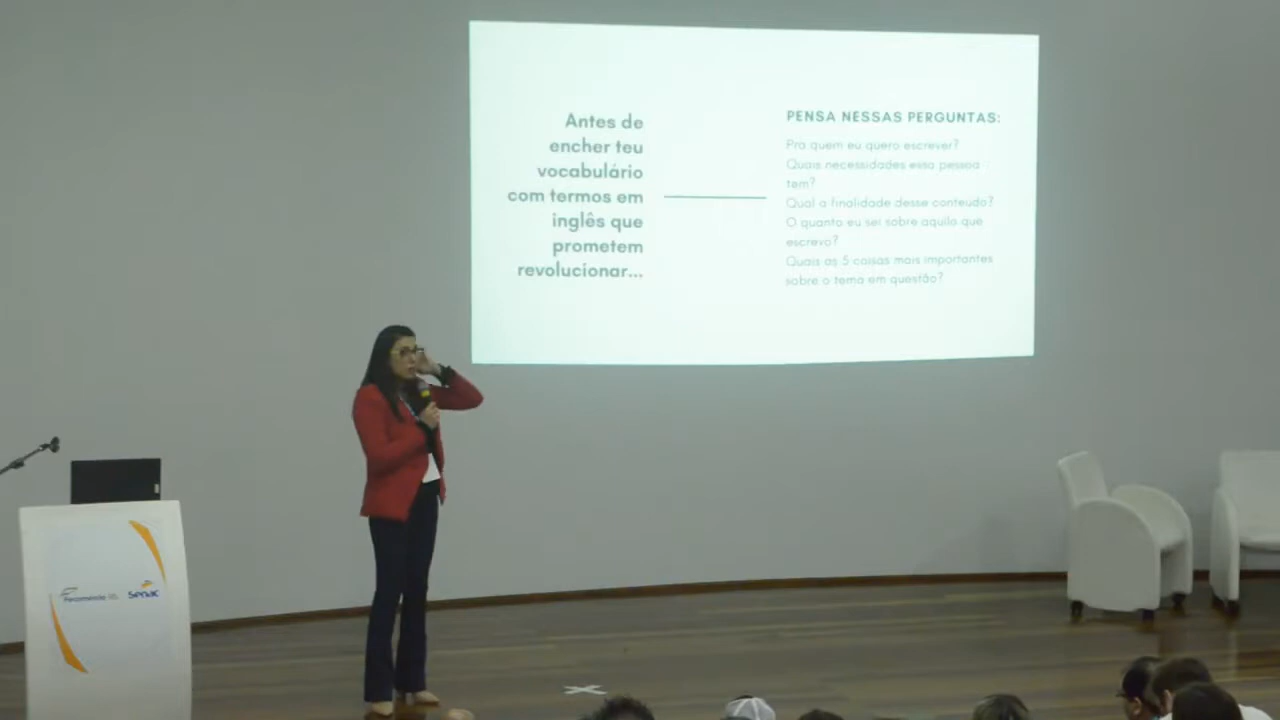 Antes de
encher teu
vocabulário
com termos em
inglês que
prometem
revolucionar...
PENSA NESSAS PERGUNTAS:
Pra quem eu quero escrever?
Quais necessidades essa pessoa
tem?
Qual a finalidade desse conteúdo?
O quanto eu sei sobre aquilo que
escrevo?
Quais as 5 coisas mais importantes
sobre o tema em questão?
Fecomércio RS
Senac